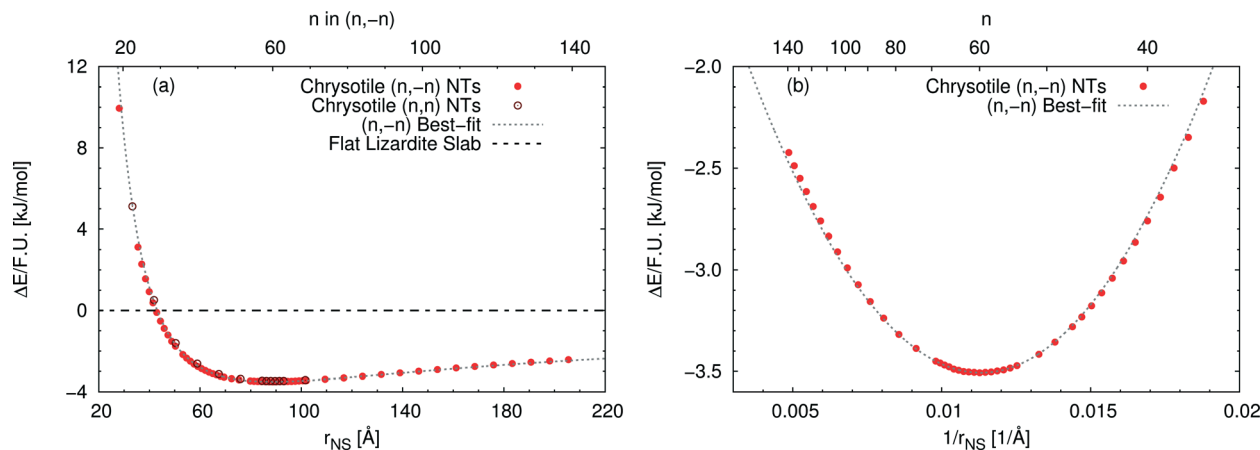 n in (n,−n)
20 60 100 140
(a)
Chrysotile (n,−n) NTs
Chrysotile (n,n) NTs
(n,−n) Best−fit
Flat Lizardite Slab
12
8
4
0
−4
ΔE/F.U. [kJ/mol]
20 60 100 140 180 220
rNS [Å]
n
140 100 80 60 40
(b)
Chrysotile (n,−n) NTs
(n,−n) Best−fit
−2.0
−2.5
−3.0
−3.5
ΔE/F.U. [kJ/mol]
0.005 0.01 0.015 0.02
1/rNS [1/Å]